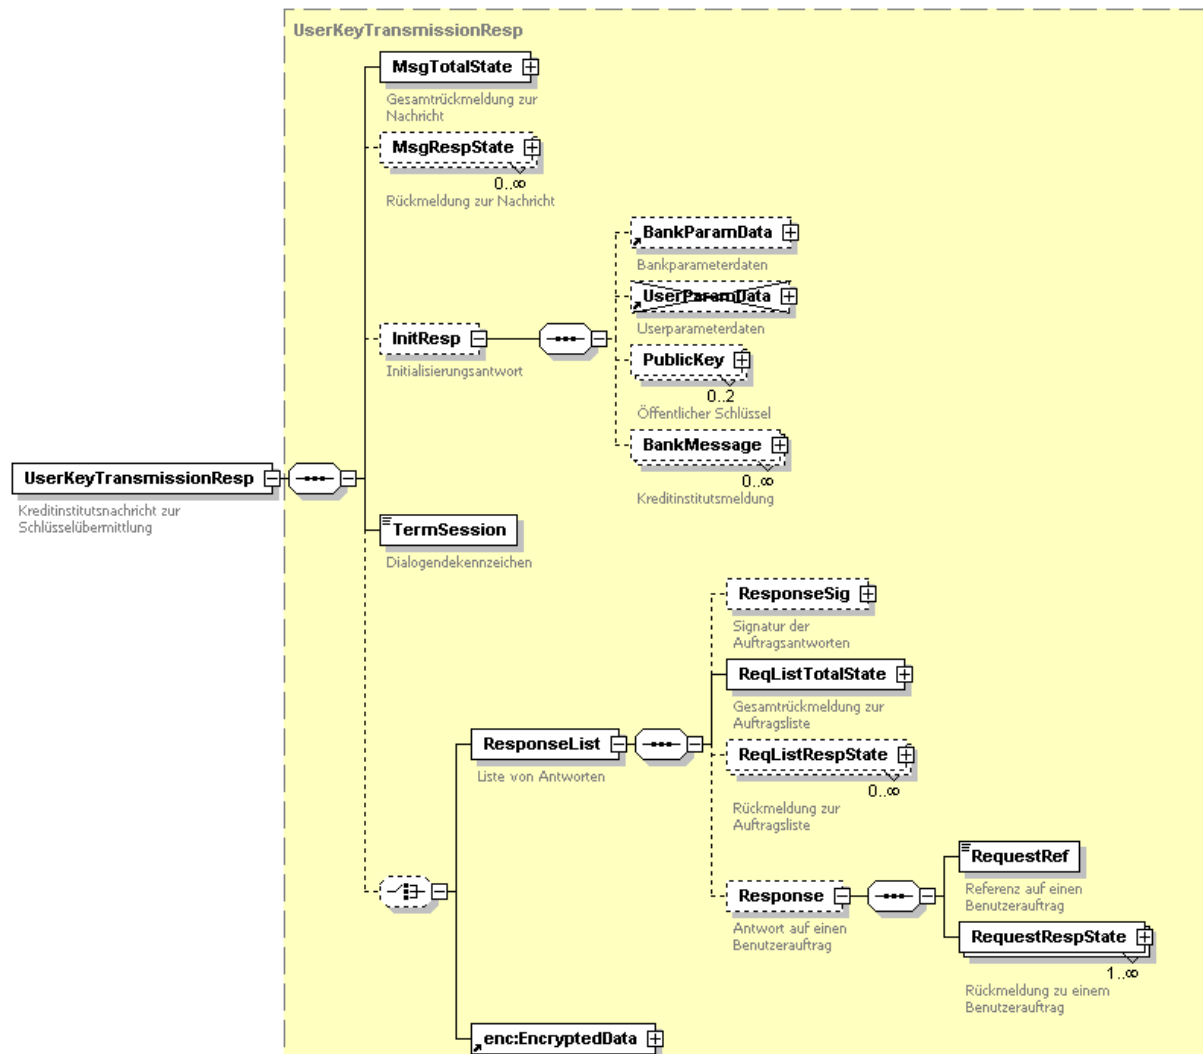 UserKeyTransmissionResp
MsgTotalState
Gesamtrückmeldung zur
Nachricht
MsgRespState
0..∞
Rückmeldung zur Nachricht
BankParamData
Bankparameterdaten
UserParamData
Userparameterdaten
InitResp
Initialisierungsantwort
PublicKey
0..2
Öffentlicher Schlüssel
BankMessage
0..∞
Kreditinstitutsmeldung
UserKeyTransmissionResp
Kreditinstitutsnachricht zur
Schlüsselübermittlung
TermSession
Dialogendekennzeichen
ResponseSig
Signatur der
Auftragsantworten
ReqListTotalState
Gesamtrückmeldung zur
Auftragsliste
ResponseList
Liste von Antworten
ReqListRespState
0..∞
Rückmeldung zur
Auftragsliste
Response
Antwort auf einen
Benutzerauftrag
RequestRef
Referenz auf einen
Benutzerauftrag
RequestRespState
1..∞
Rückmeldung zu einem
Benutzerauftrag
enc:EncryptedData